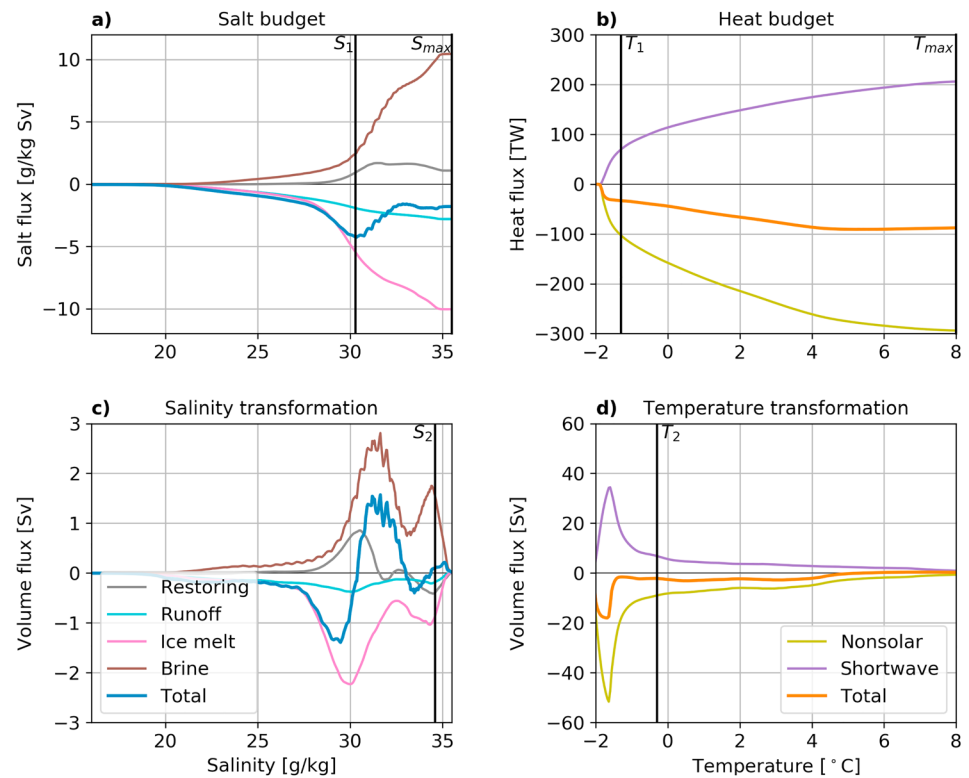 a) Salt budget
S1 Smax
10
5
0
−5
−10
Salt flux [g/kg Sv]
20 25 30 35
b) Heat budget
T1 Tmax
300
200
100
0
−100
−200
−300
Heat flux [TW]
−2 0 2 4 6 8
c) Salinity transformation
S2
3
2
1
0
−1
−2
−3
Volume flux [Sv]
Restoring
Runoff
Ice melt
Brine
Total
20 25 30 35
Salinity [g/kg]
d) Temperature transformation
T2
60
40
20
0
−20
−40
−60
Volume flux [Sv]
Nonsolar
Shortwave
Total
−2 0 2 4 6 8
Temperature [°C]